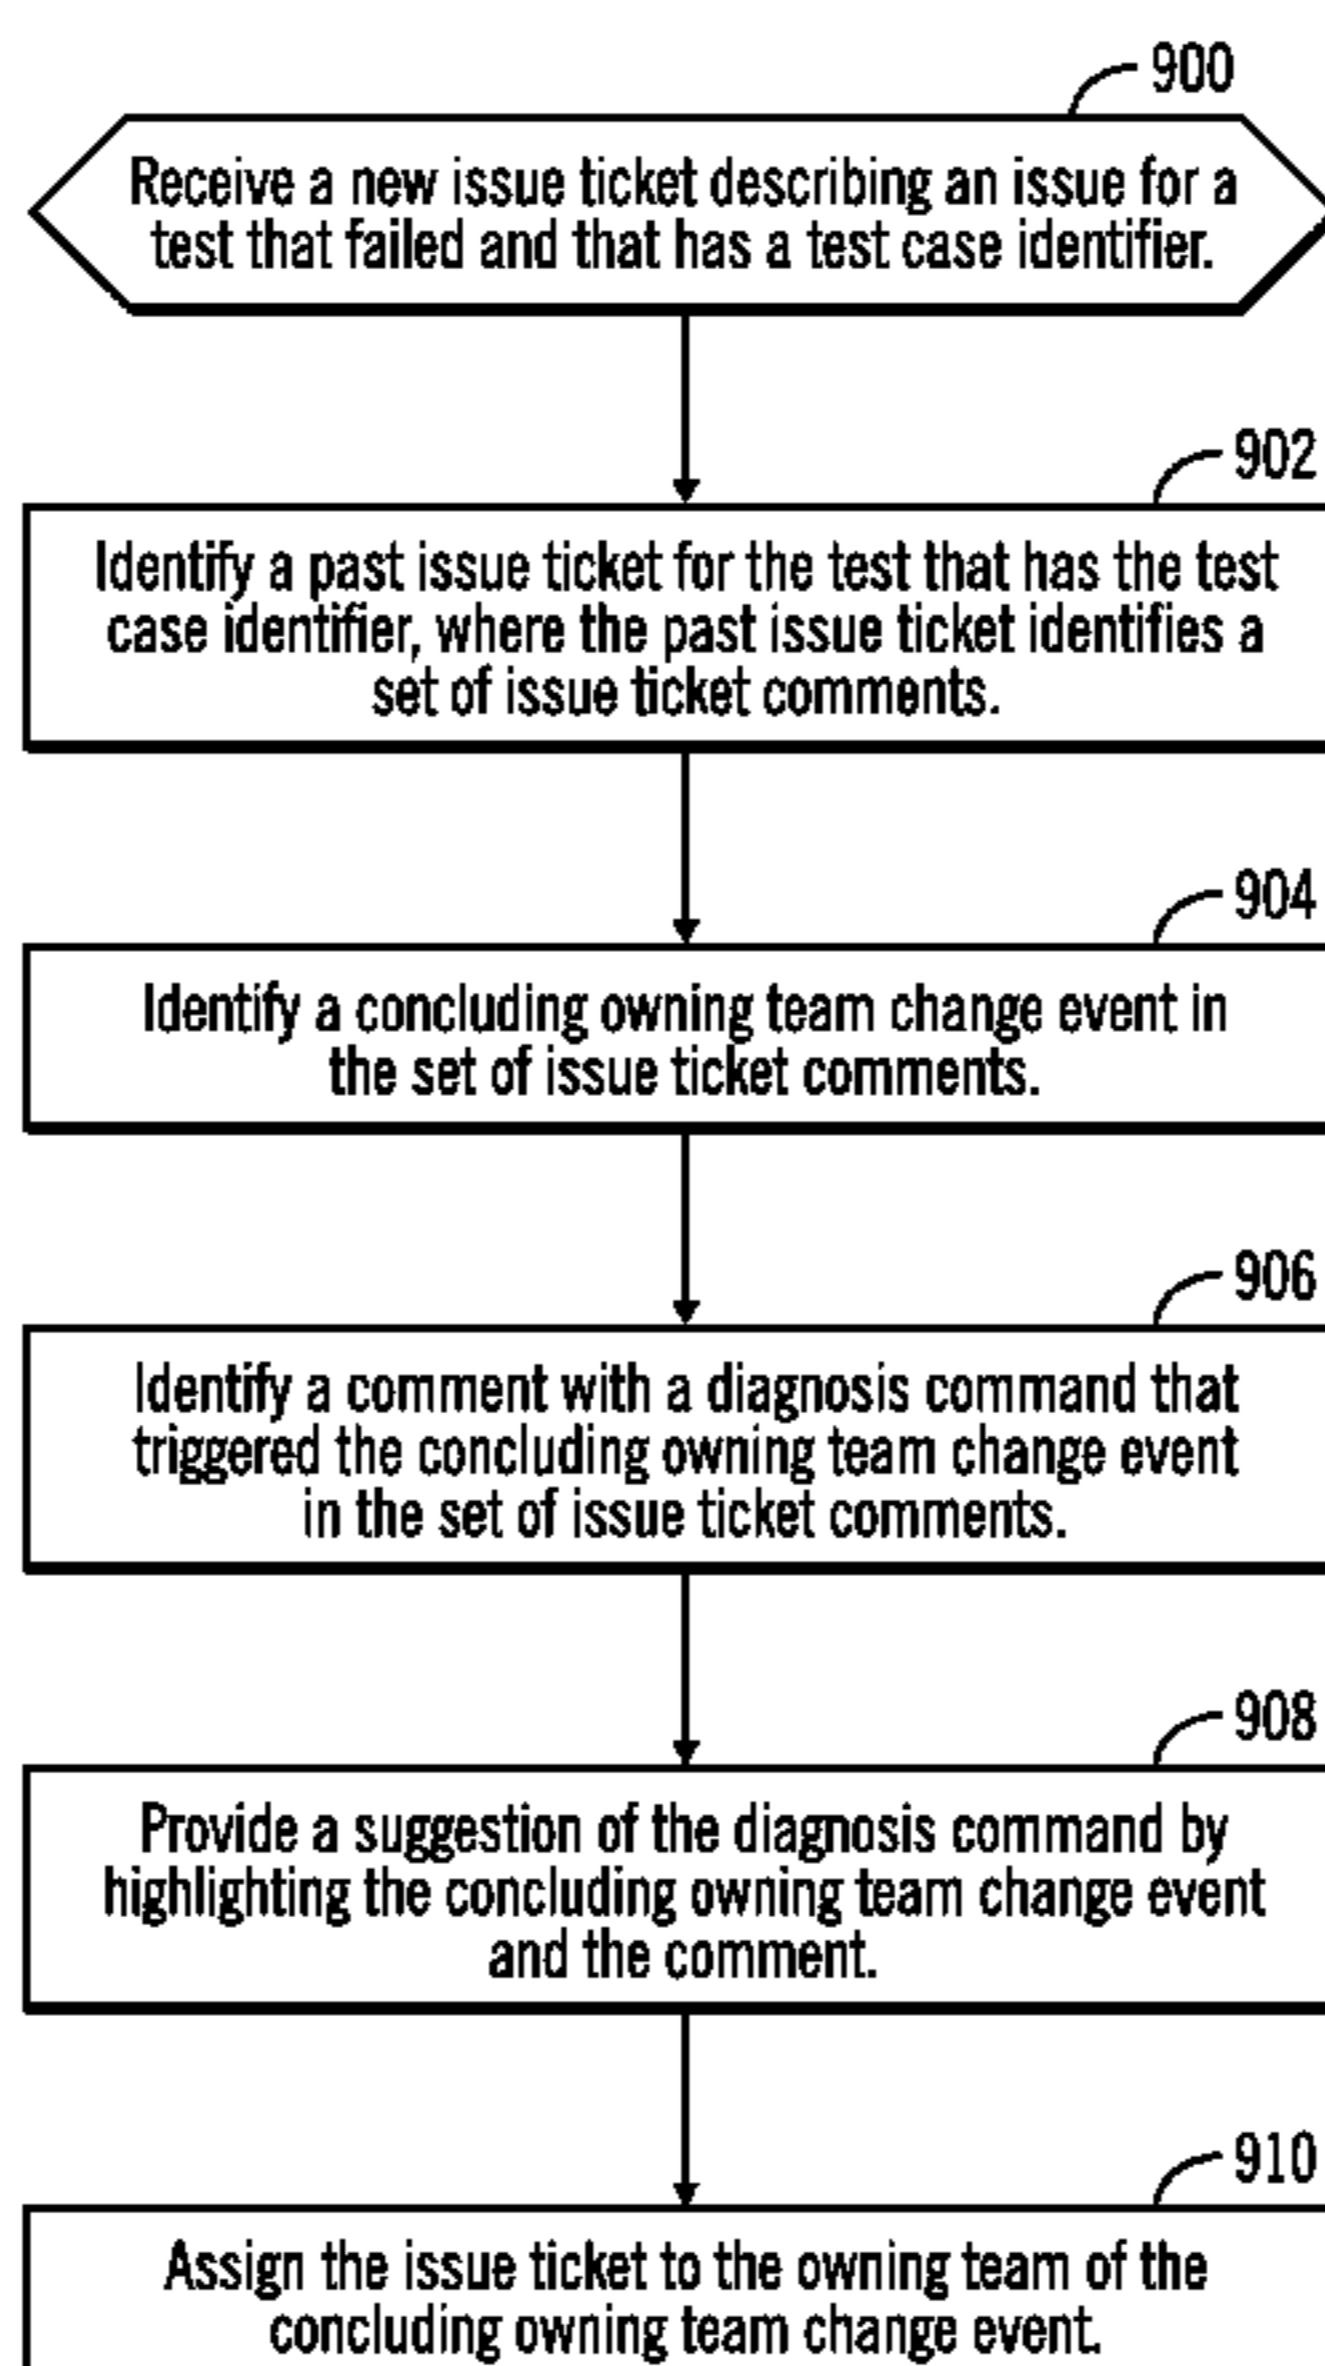 900
Receive a new issue ticket describing an issue for a
test that failed and that has a test case identifier.
902
Identify a past issue ticket for the test that has the test
case identifier, where the past issue ticket identifies a
set of issue ticket comments.
904
Identify a concluding owning team change event in
the set of issue ticket comments.
906
Identify a comment with a diagnosis command that
triggered the concluding owning team change event
in the set of issue ticket comments.
908
Provide a suggestion of the diagnosis command by
highlighting the concluding owning team change event
and the comment.
910
Assign the issue ticket to the owning team of the
concluding owning team change event.